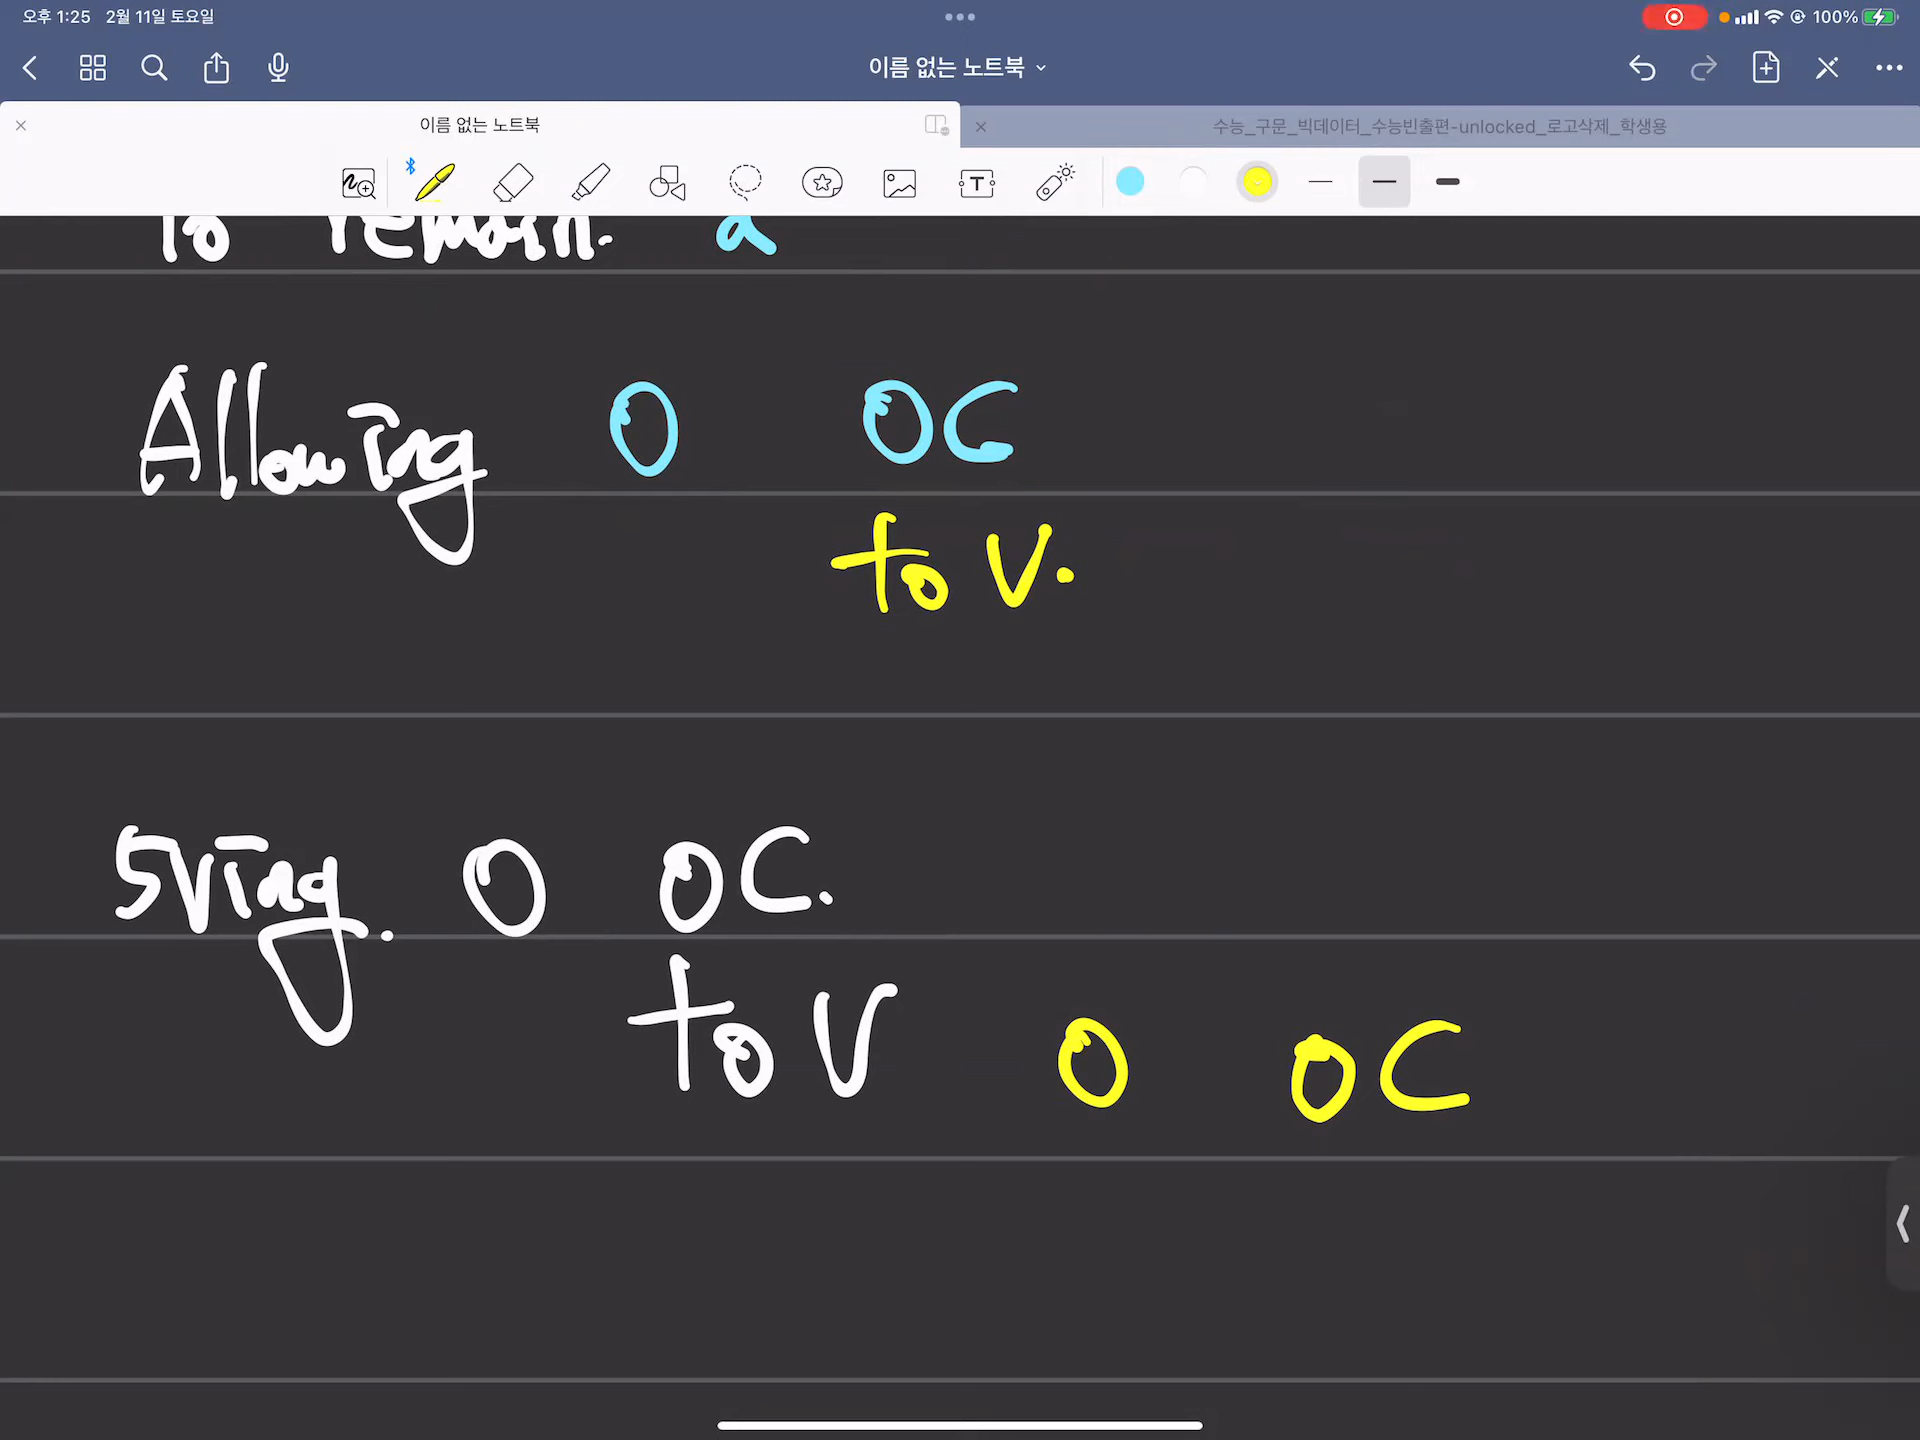 오후 1:25 2월 11일 토요일 100%
이름 없는 노트북
이름 없는 노트북 수능_구문_빅데이터_수능빈출편-unlocked_로고삭제_학생용
to remain. a
Allowing O OC
to V.
Sving. O OC.
to V O OC